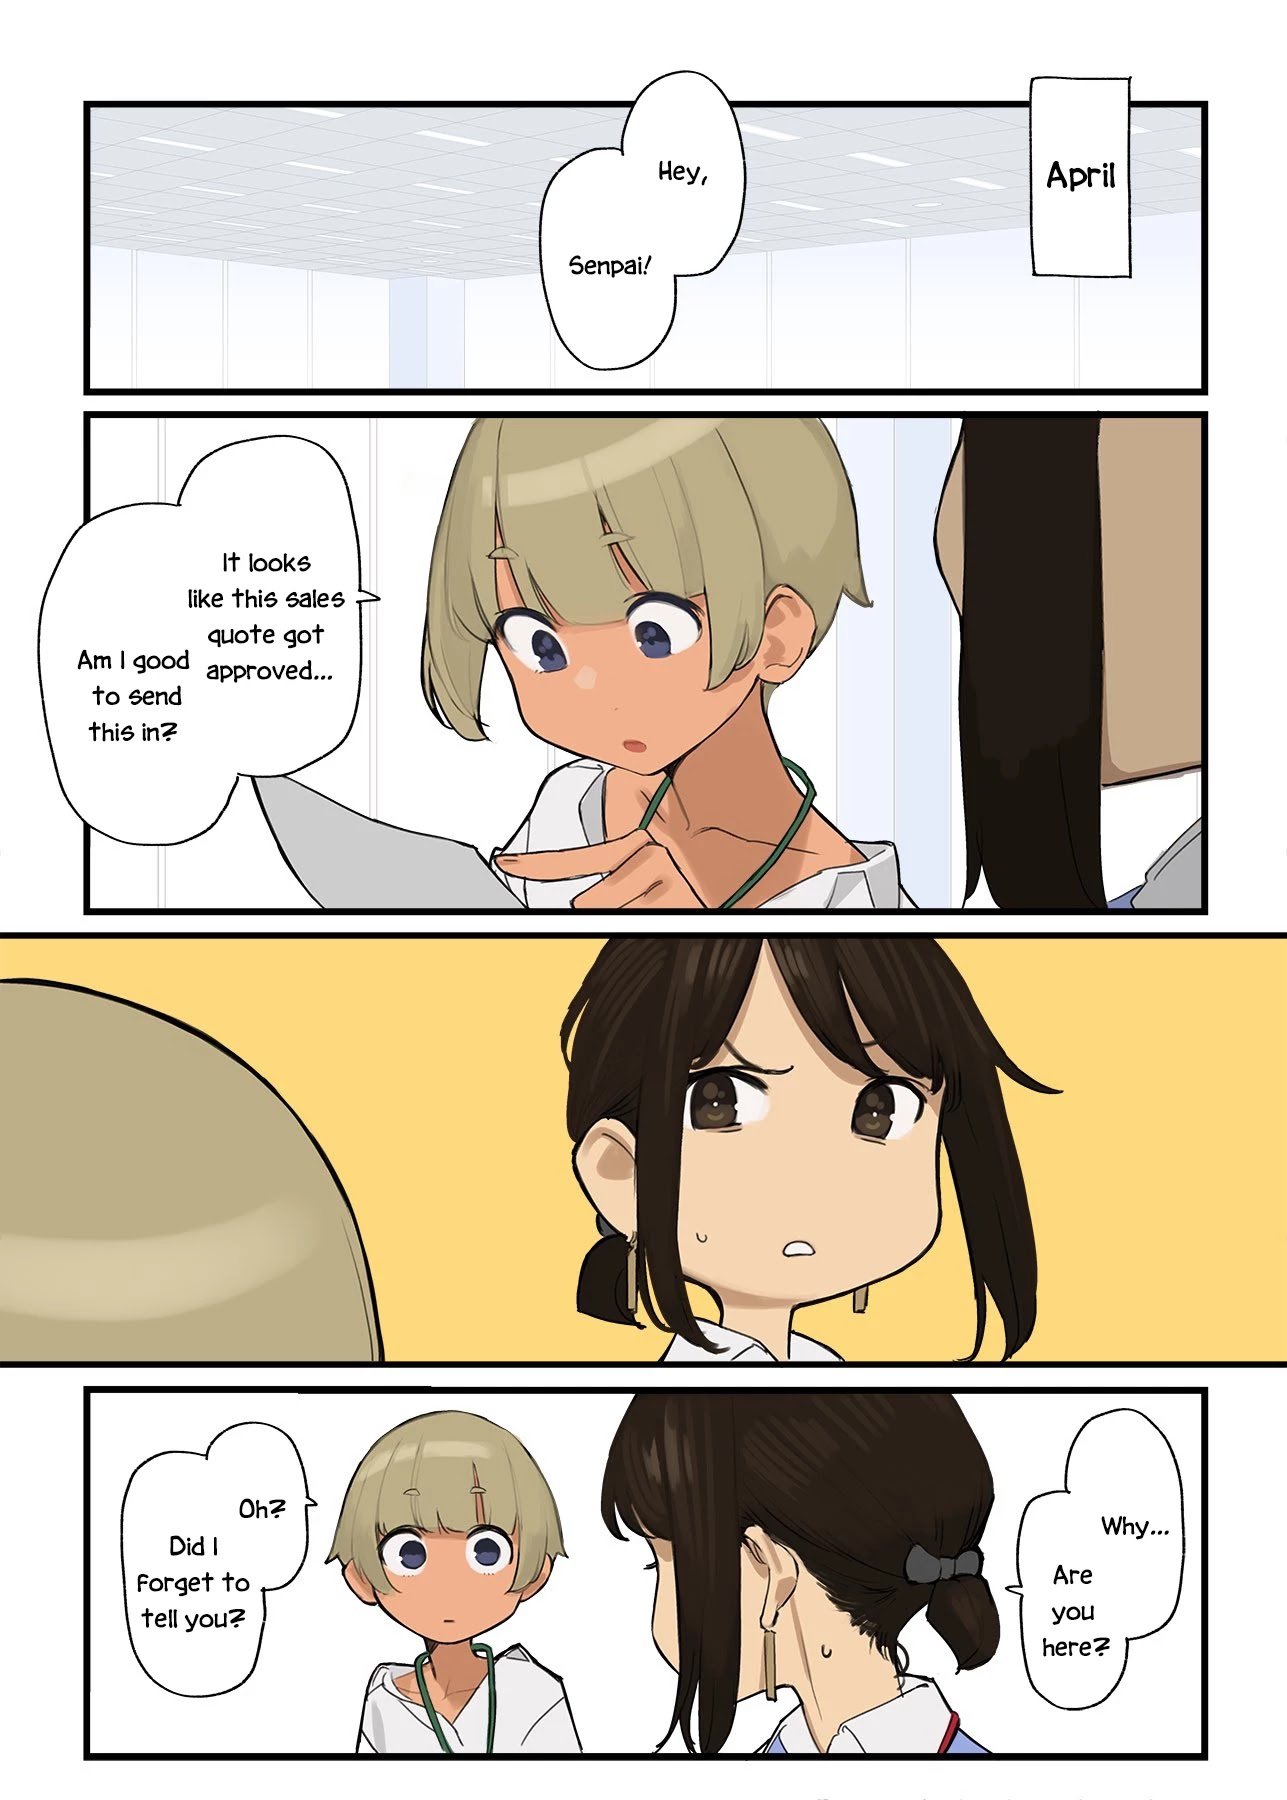 April
Hey,
Senpai!
It looks
like this sales
quote got
approved...
Am I good
to send
this in?
Why...
Are
you
here?
Oh?
Did I
forget to
tell you?